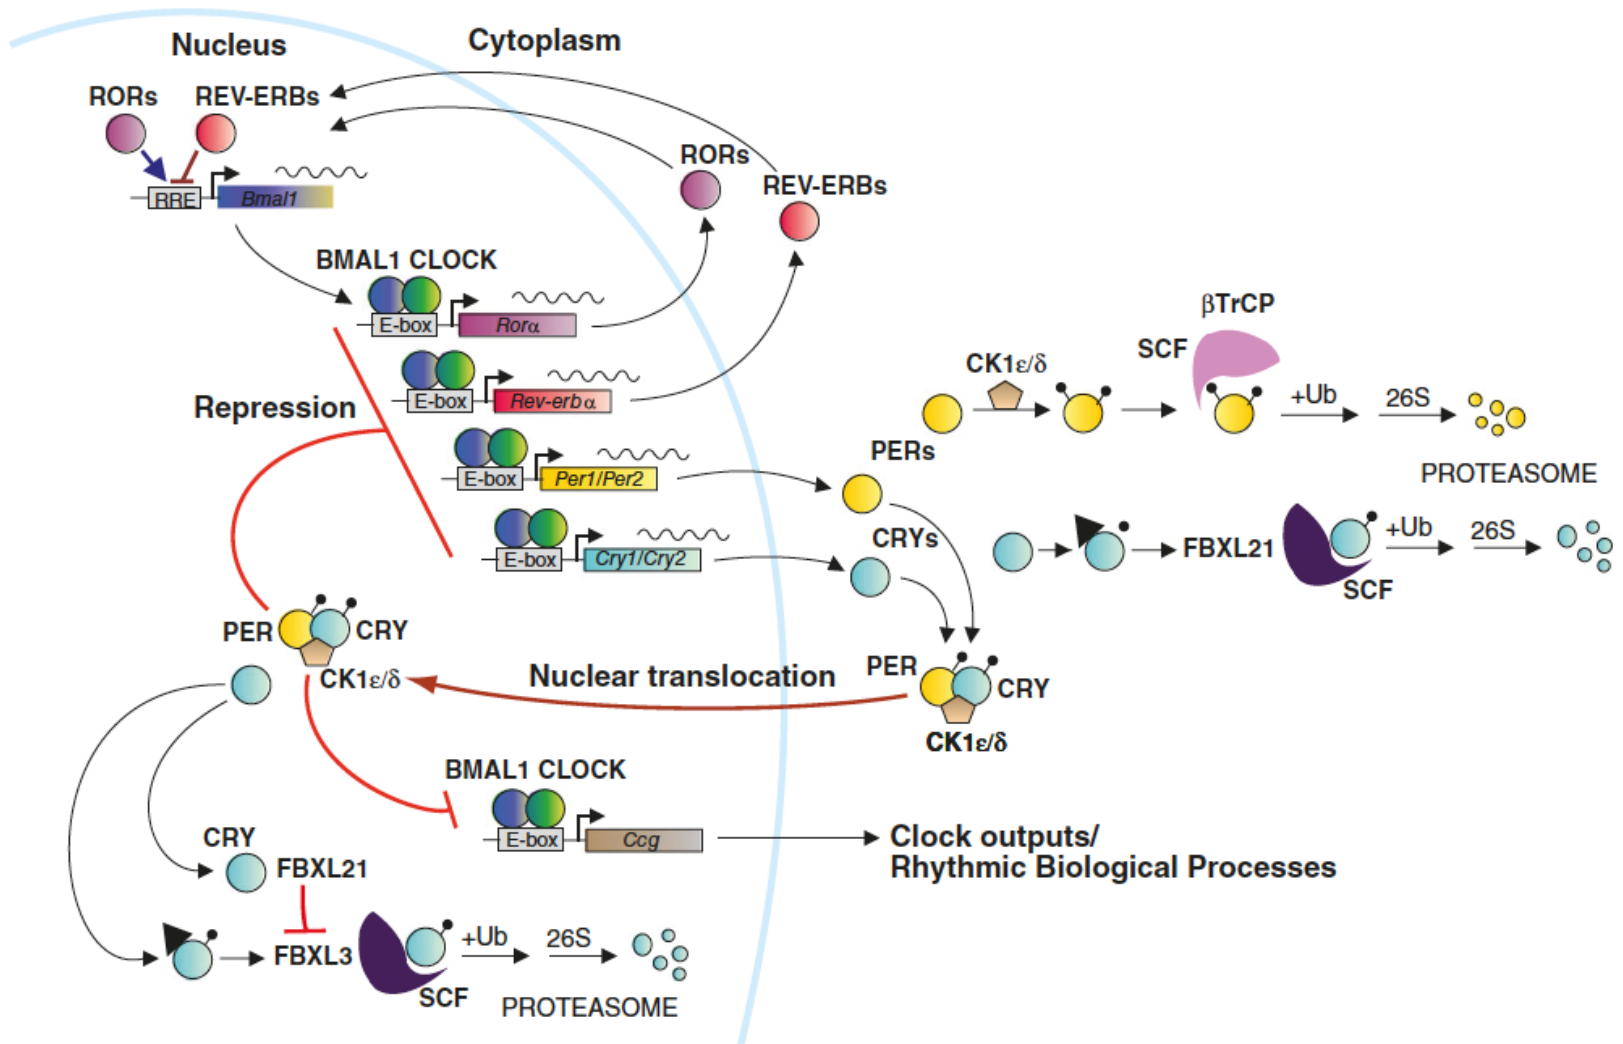 Nucleus
Cytoplasm
RORs
REV-ERBs
RRE
Bmal1
RORs
REV-ERBs
BMAL1 CLOCK
E-box
Rorα
E-box
Rev-erbα
Repression
E-box
Per1/Per2
E-box
Cry1/Cry2
PERs
CRYs
CK1ε/δ
SCF
βTrCP
+Ub
26S
PROTEASOME
FBXL21
SCF
+Ub
26S
PER
CRY
CK1ε/δ
Nuclear translocation
PER
CRY
CK1ε/δ
BMAL1 CLOCK
E-box
Ccg
Clock outputs/
Rhythmic Biological Processes
CRY
FBXL21
FBXL3
SCF
+Ub
26S
PROTEASOME